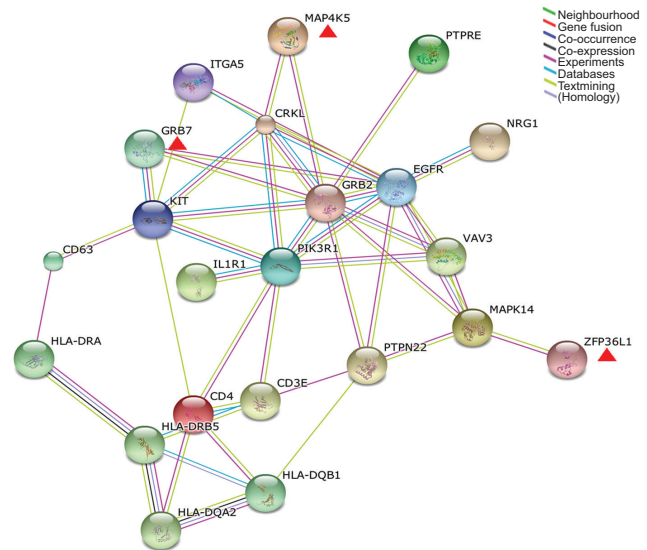 MAP4K5
PTPRE
Neighbourhood
Gene fusion
Co-occurrence
Co-expression
Experiments
Databases
Textmining
(Homology)
ITGA5
CRKL
NRG1
GRB7
EGFR
GRB2
KIT
VAV3
CD63
PIK3R1
IL1R1
MAPK14
HLA-DRA
PTPN22
ZFP36L1
CD4
CD3E
HLA-DRB5
HLA-DQB1
HLA-DQA2